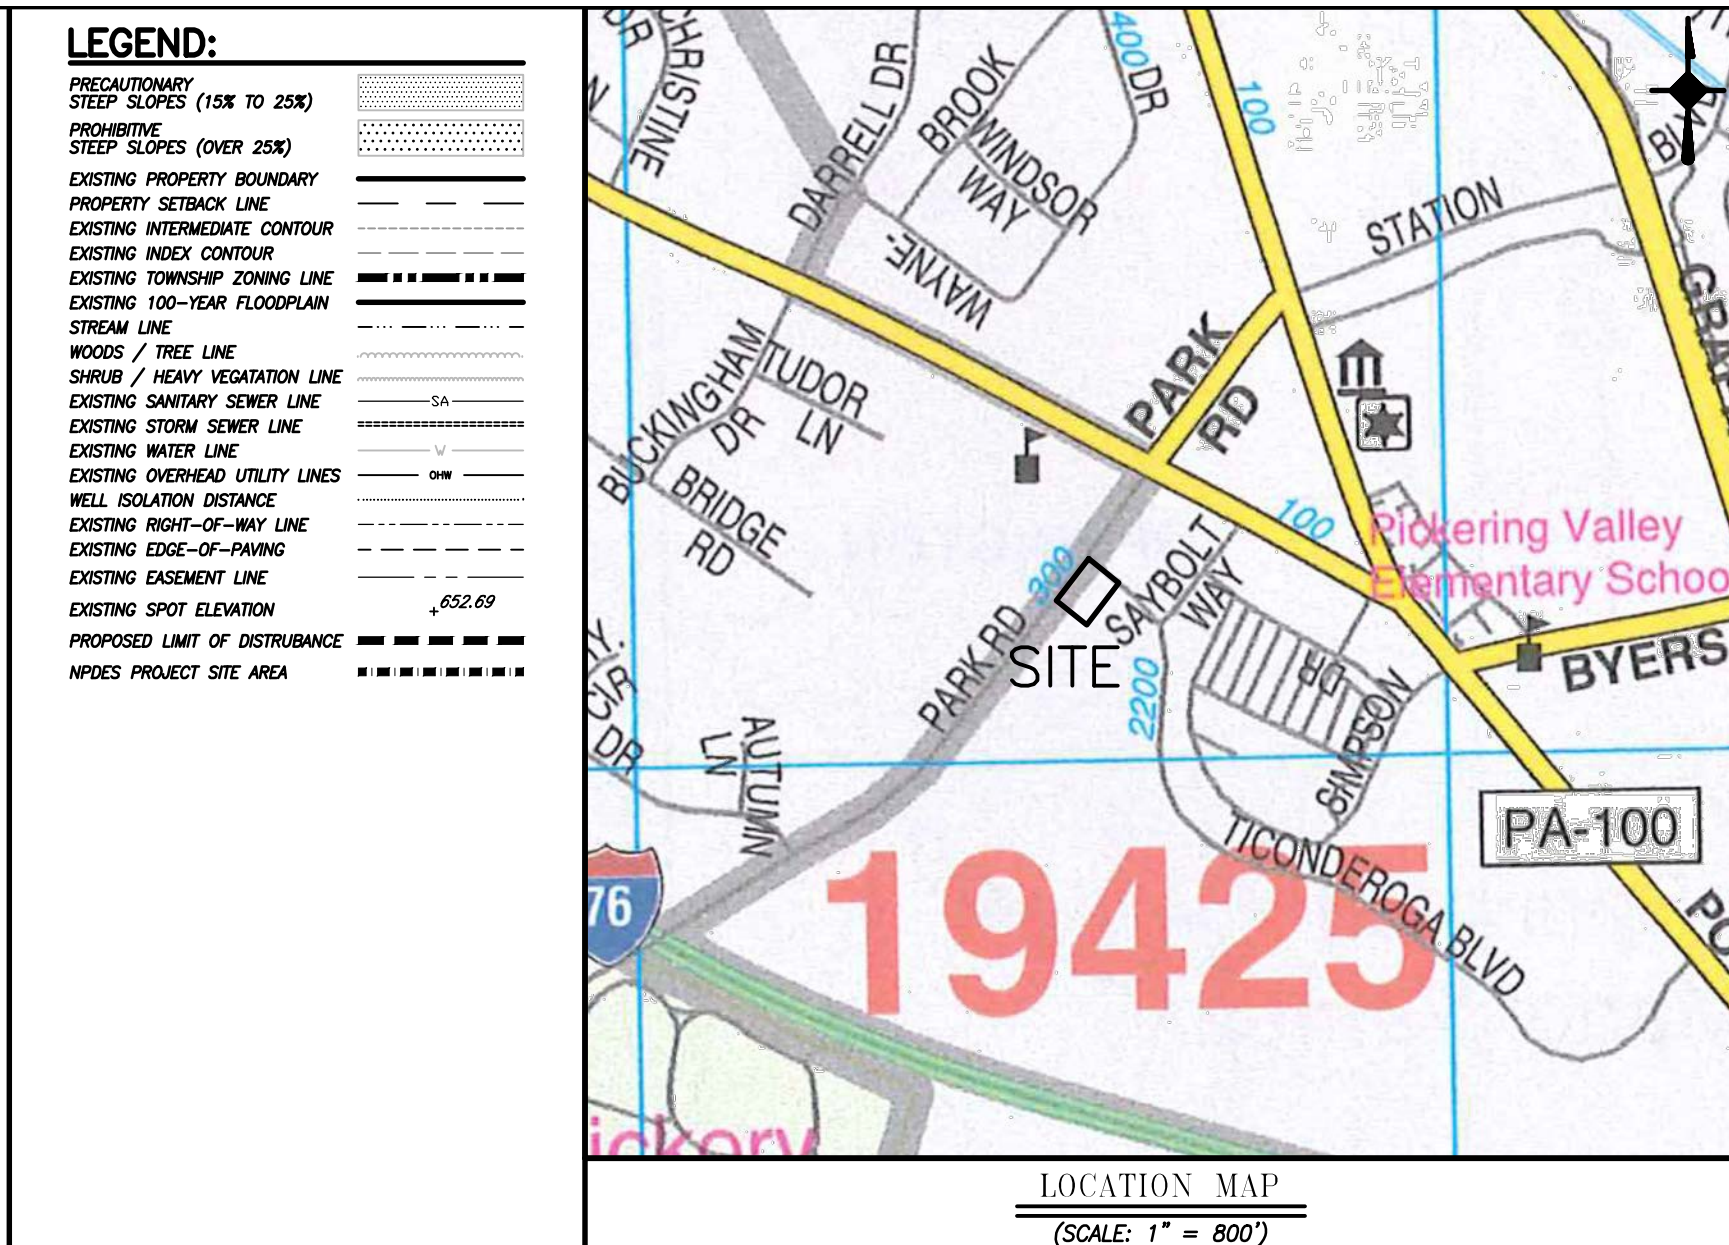 LEGEND:
PRECAUTIONARY
STEEP SLOPES (15% TO 25%)
PROHIBITIVE
STEEP SLOPES (OVER 25%)
EXISTING PROPERTY BOUNDARY
PROPERTY SETBACK LINE
EXISTING INTERMEDIATE CONTOUR
EXISTING INDEX CONTOUR
EXISTING TOWNSHIP ZONING LINE
EXISTING 100-YEAR FLOODPLAIN
STREAM LINE
WOODS / TREE LINE
SHRUB / HEAVY VEGATATION LINE
EXISTING SANITARY SEWER LINE
SA
EXISTING STORM SEWER LINE
EXISTING WATER LINE
W
EXISTING OVERHEAD UTILITY LINES
OHW
WELL ISOLATION DISTANCE
EXISTING RIGHT-OF-WAY LINE
EXISTING EDGE-OF-PAVING
EXISTING EASEMENT LINE
EXISTING SPOT ELEVATION
+652.69
PROPOSED LIMIT OF DISTRUBANCE
NPDES PROJECT SITE AREA
DR
CHRISTINE
DARRELL DR
BROOK
WINDSOR
WAY
400
DR
100
BLVD
STATION
WAYNE-
WAYNE
BUCKINGHAM
DR
TUDOR
LN
PARK
RD
BRIDGE
RD
100
Pickering Valley
Elementary Schoo
300
SAYBOLT
WAY
PARK RD
SITE
2200
DR
SIMPSON
BYERS
CIR
DR
AUTUMN
LN
PA-100
TICONDEROGA BLVD
19425
76
ickory
LOCATION MAP
(SCALE: 1" = 800')